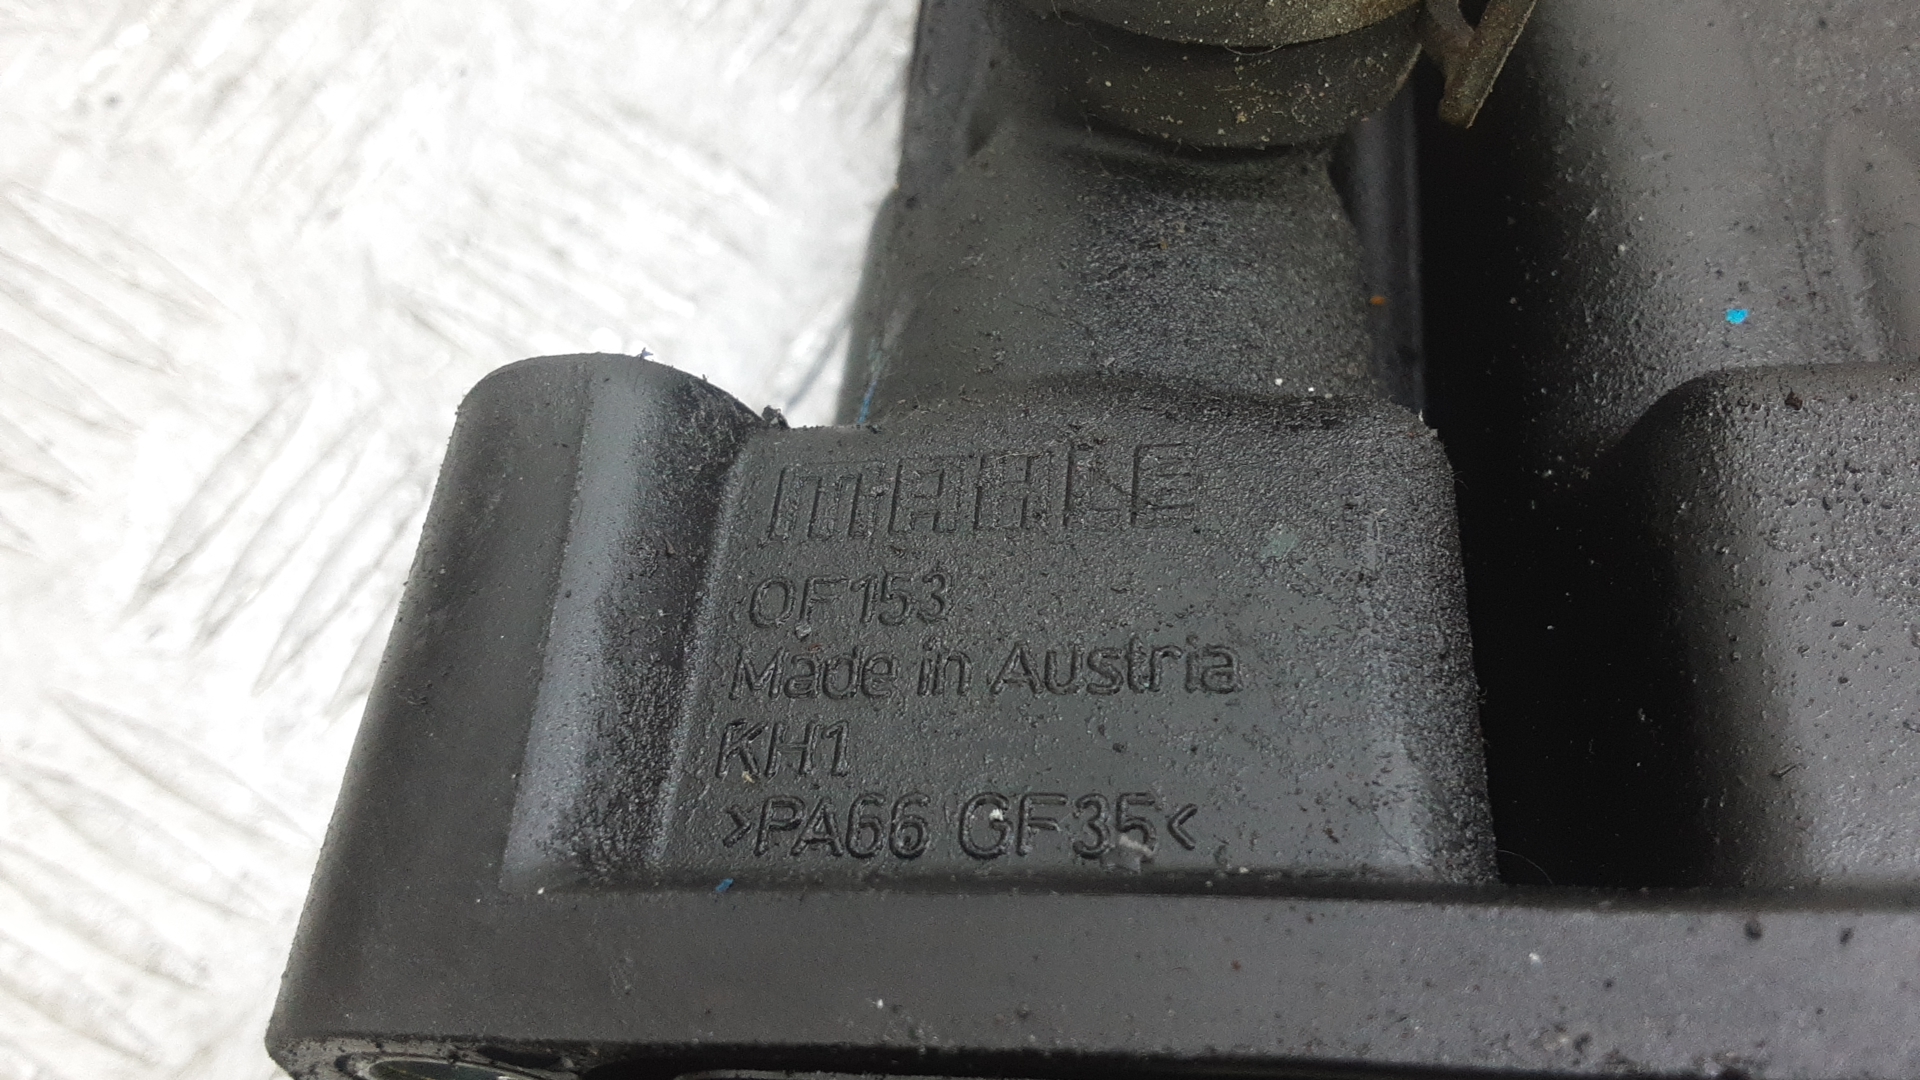 MAHLE
OF153
Made in Austria
KH1
>PA66 GF35<